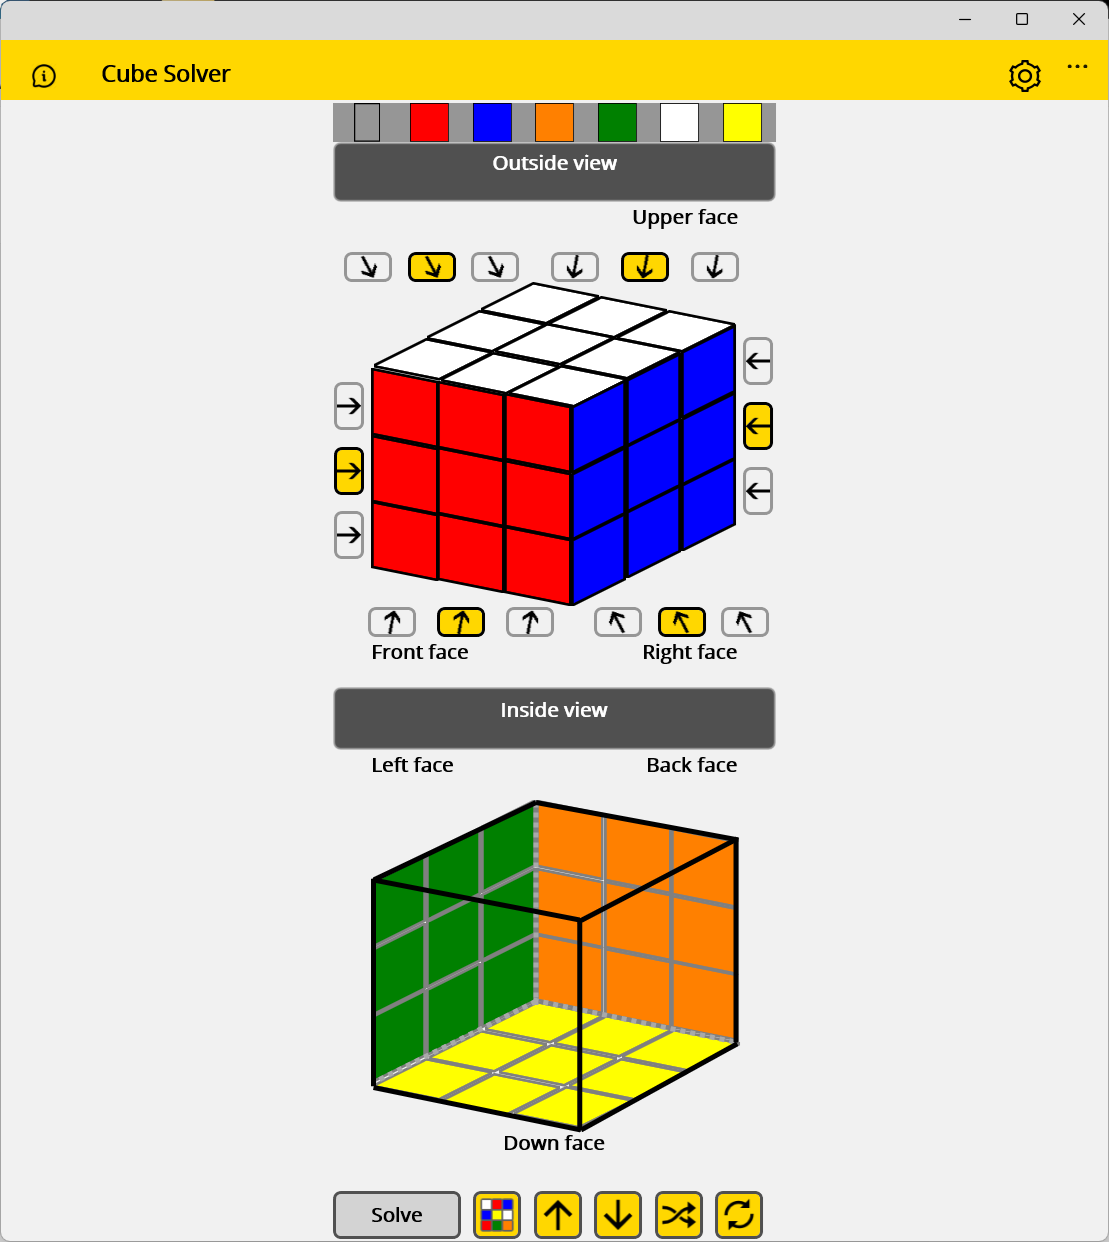 Cube Solver
Outside view
Upper face
Front face
Right face
Inside view
Left face
Back face
Down face
Solve